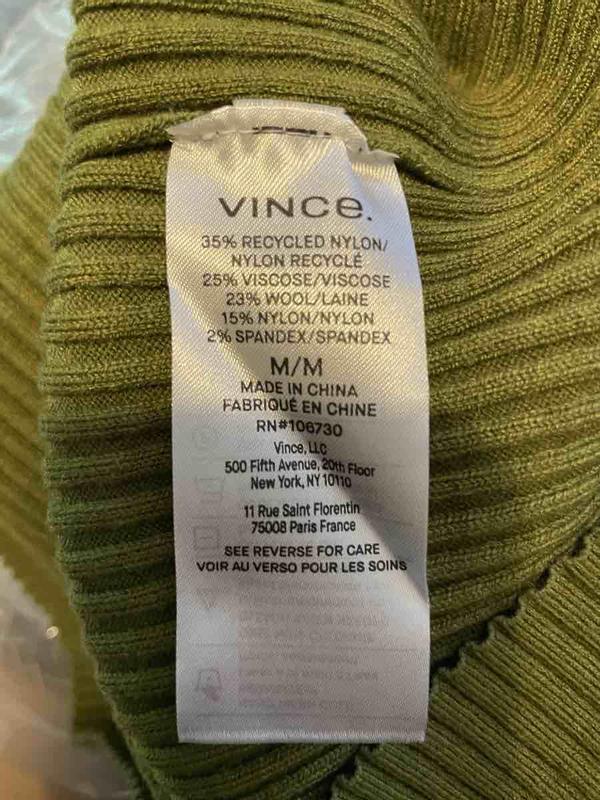 VINCE.
35% RECYCLED NYLON/
NYLON RECYCLÉ
25% VISCOSE/VISCOSE
23% WOOL/LAINE
15% NYLON/NYLON
2% SPANDEX/SPANDEX
M/M
MADE IN CHINA
FABRIQUÉ EN CHINE
RN#106730
Vince, LLC
500 Fifth Avenue, 20th Floor
New York, NY 10110
11 Rue Saint Florentin
75008 Paris France
SEE REVERSE FOR CARE
VOIR AU VERSO POUR LES SOINS